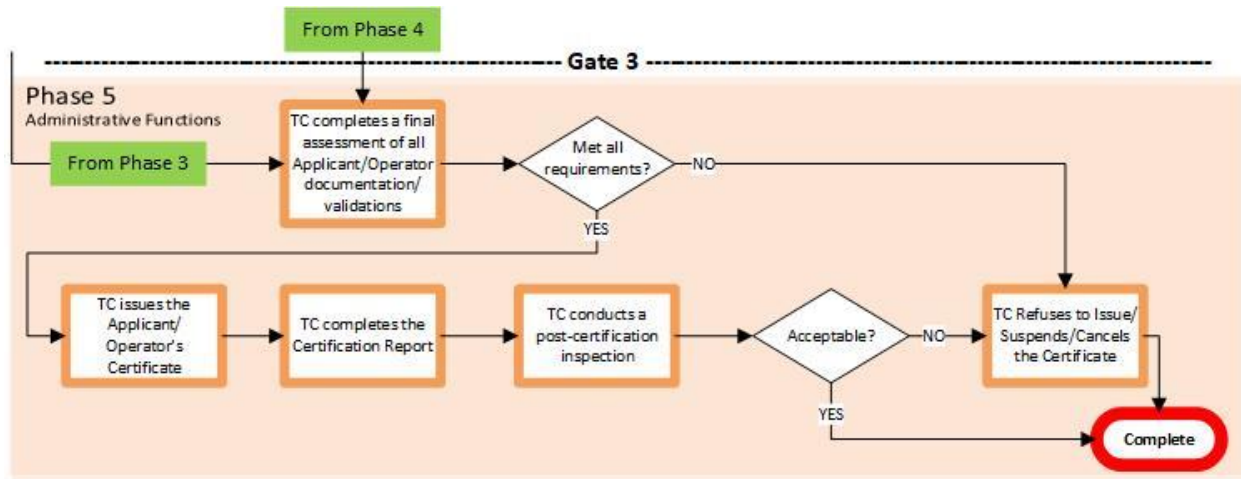 From Phase 4
Gate 3
Phase 5
Administrative Functions
From Phase 3
TC completes a final
assessment of all
Applicant/Operator
documentation/
validations
Met all
requirements?
NO
YES
TC issues the
Applicant/
Operator's
Certificate
TC completes the
Certification Report
TC conducts a
post-certification
inspection
Acceptable?
NO
TC Refuses to Issue/
Suspends/Cancels
the Certificate
YES
Complete